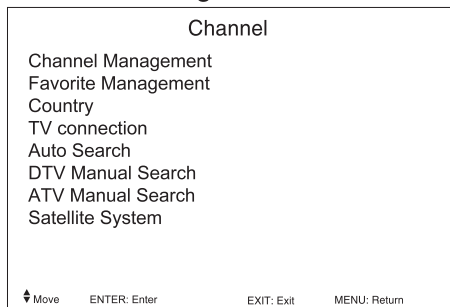 Channel
Channel Management
Favorite Management
Country
TV connection
Auto Search
DTV Manual Search
ATV Manual Search
Satellite System
Move ENTER: Enter EXIT: Exit MENU: Return